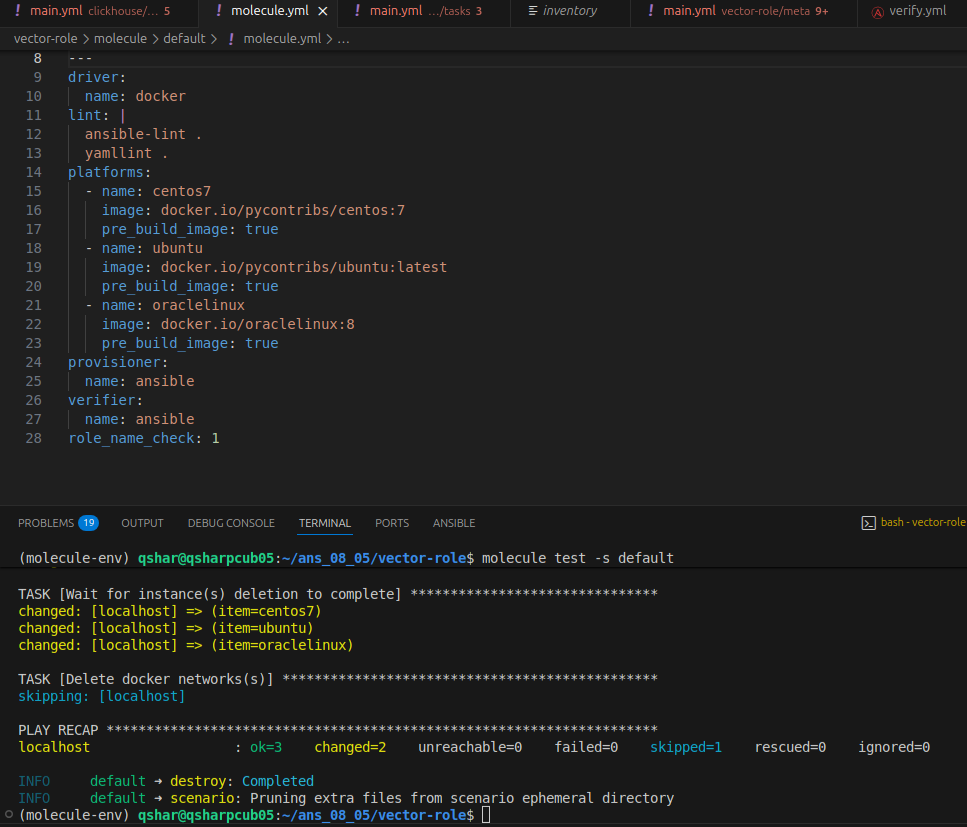 ! main.yml clickhouse/... 5 ! molecule.yml × ! main.yml .../tasks 3 inventory ! main.yml vector-role/meta 9+ verify.yml
vector-role > molecule > default > ! molecule.yml > ...
8 ---
9 driver:
10 name: docker
11 lint: |
12 ansible-lint .
13 yamllint .
14 platforms:
15 - name: centos7
16 image: docker.io/pycontribs/centos:7
17 pre_build_image: true
18 - name: ubuntu
19 image: docker.io/pycontribs/ubuntu:latest
20 pre_build_image: true
21 - name: oraclelinux
22 image: docker.io/oraclelinux:8
23 pre_build_image: true
24 provisioner:
25 name: ansible
26 verifier:
27 name: ansible
28 role_name_check: 1
PROBLEMS 19 OUTPUT DEBUG CONSOLE TERMINAL PORTS ANSIBLE bash - vector-role
(molecule-env) qshar@qsharpcub05:~/ans_08_05/vector-role$ molecule test -s default
TASK [Wait for instance(s) deletion to complete] *******************************
changed: [localhost] => (item=centos7)
changed: [localhost] => (item=ubuntu)
changed: [localhost] => (item=oraclelinux)
TASK [Delete docker networks(s)] ***********************************************
skipping: [localhost]
PLAY RECAP *********************************************************************
localhost : ok=3 changed=2 unreachable=0 failed=0 skipped=1 rescued=0 ignored=0
INFO default ➜ destroy: Completed
INFO default ➜ scenario: Pruning extra files from scenario ephemeral directory
(molecule-env) qshar@qsharpcub05:~/ans_08_05/vector-role$